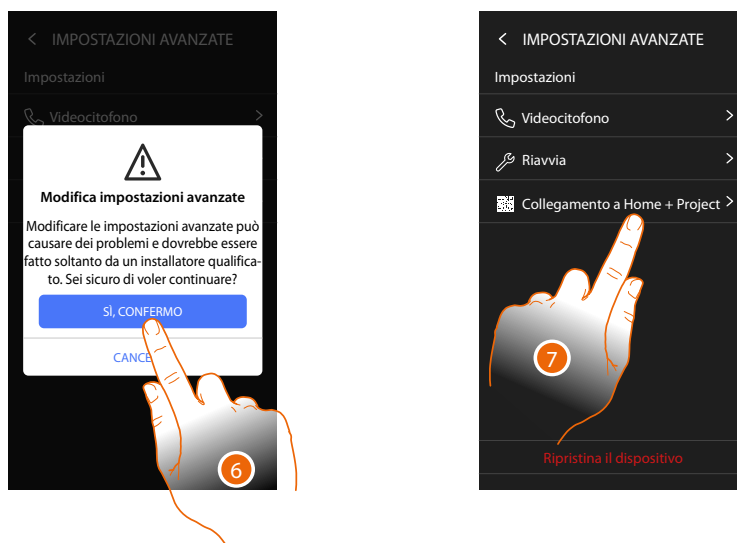 < IMPOSTAZIONI AVANZATE
Impostazioni
Videocitofono >
Modifica impostazioni avanzate
Modificare le impostazioni avanzate può
causare dei problemi e dovrebbe essere
fatto soltanto da un installatore qualifica-
to. Sei sicuro di voler continuare?
SÌ, CONFERMO
CANCE
6
< IMPOSTAZIONI AVANZATE
Impostazioni
Videocitofono >
Riavvia >
Collegamento a Home + Project >
7
Ripristina il dispositivo